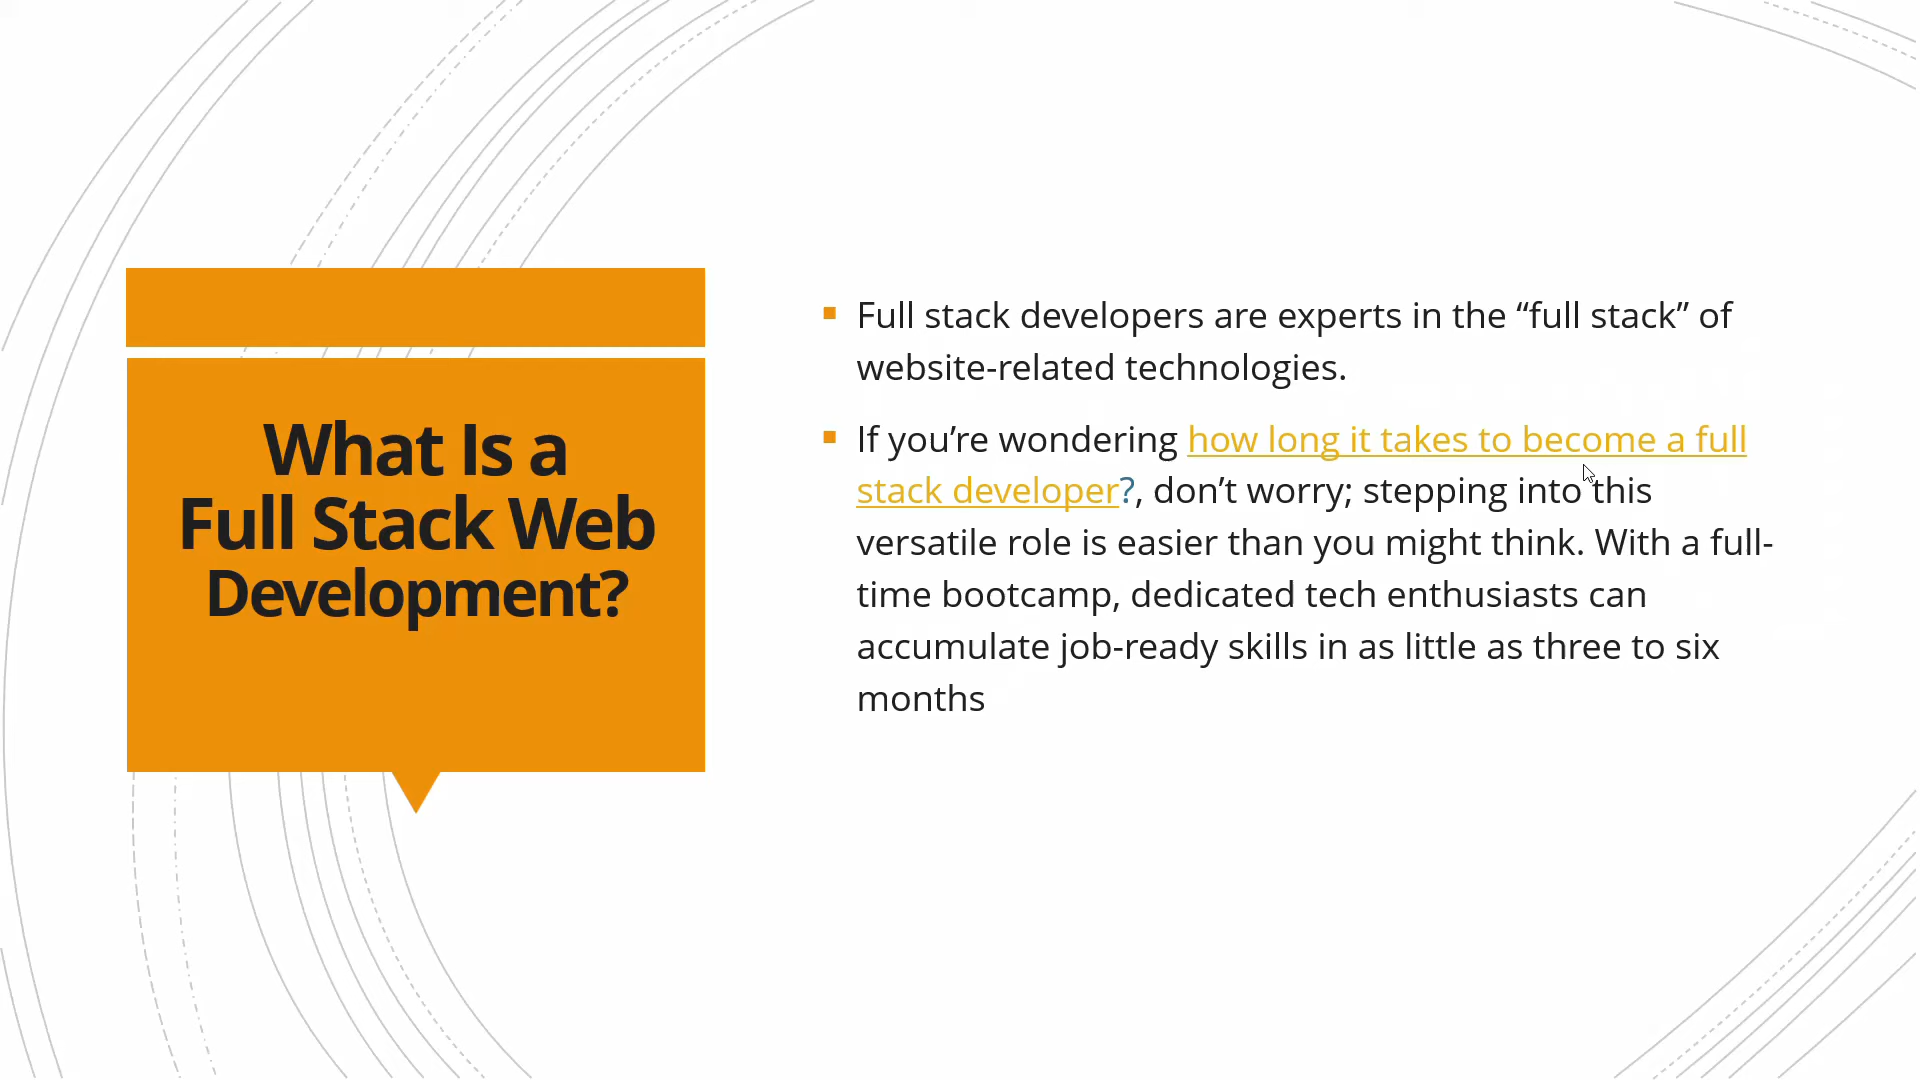 What Is a
Full Stack Web
Development?
Full stack developers are experts in the “full stack” of
website-related technologies.
If you’re wondering how long it takes to become a full
stack developer?, don’t worry; stepping into this
versatile role is easier than you might think. With a full-
time bootcamp, dedicated tech enthusiasts can
accumulate job-ready skills in as little as three to six
months